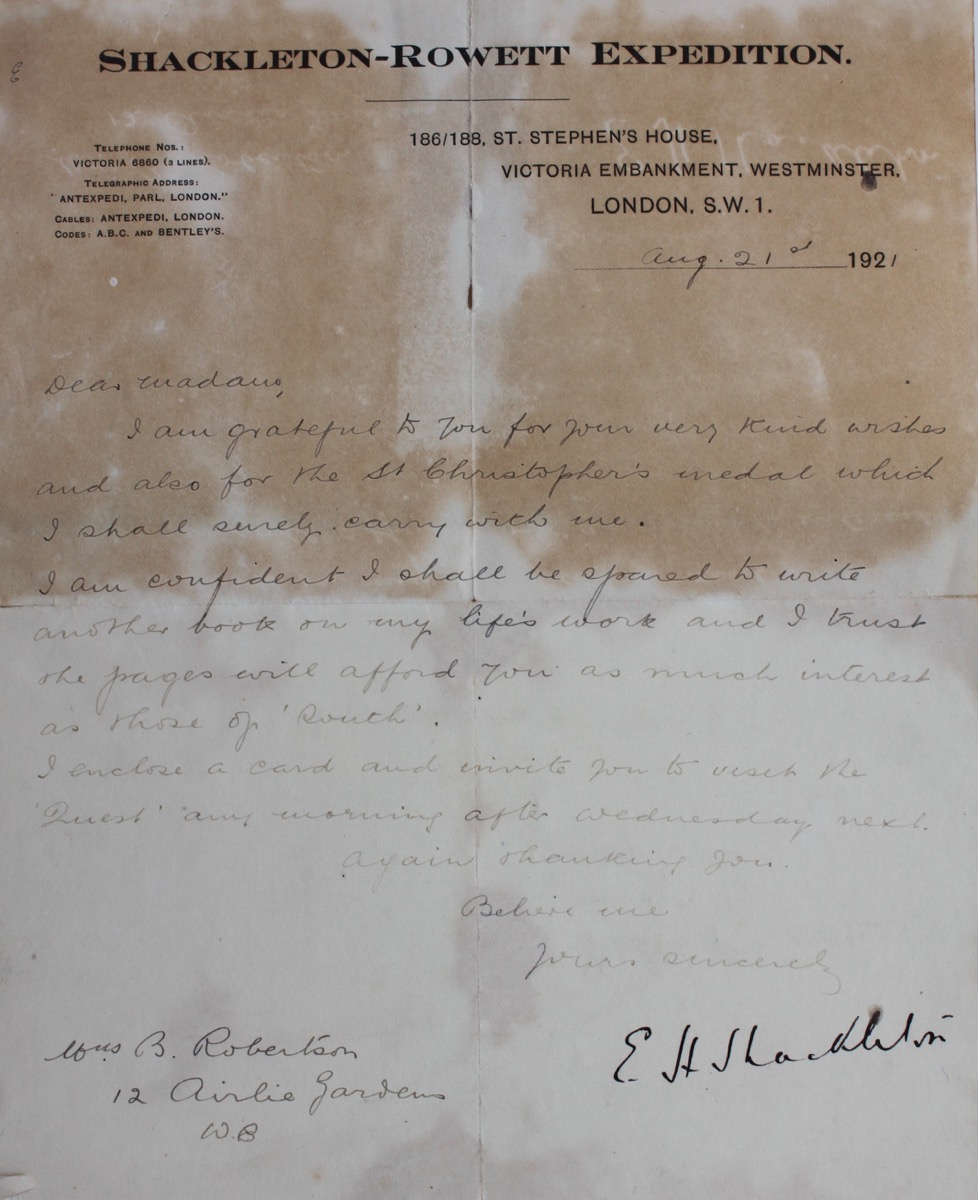 SHACKLETON-ROWETT EXPEDITION.
TELEPHONE NOS.:
VICTORIA 6860 (3 LINES).
TELEGRAPHIC ADDRESS:
"ANTEXPEDI, PARL, LONDON."
CABLES: ANTEXPEDI, LONDON.
CODES: A.B.C. AND BENTLEY'S.
186/188, ST. STEPHEN'S HOUSE,
VICTORIA EMBANKMENT, WESTMINSTER,
LONDON, S.W.1.
Aug. 21st 1921
Dear Madam,
I am grateful to you for your very kind wishes
and also for the St Christopher's medal which
I shall surely carry with me.
I am confident I shall be spared to write
another book on my life's work and I trust
the pages will afford you as much interest
as those of 'South'.
I enclose a card and invite you to visit the
'Quest' any morning after Wednesday next.
Again thanking you.
Believe me
Yours sincerely
E H Shackleton
B. Robertson
12 Airlie Gardens